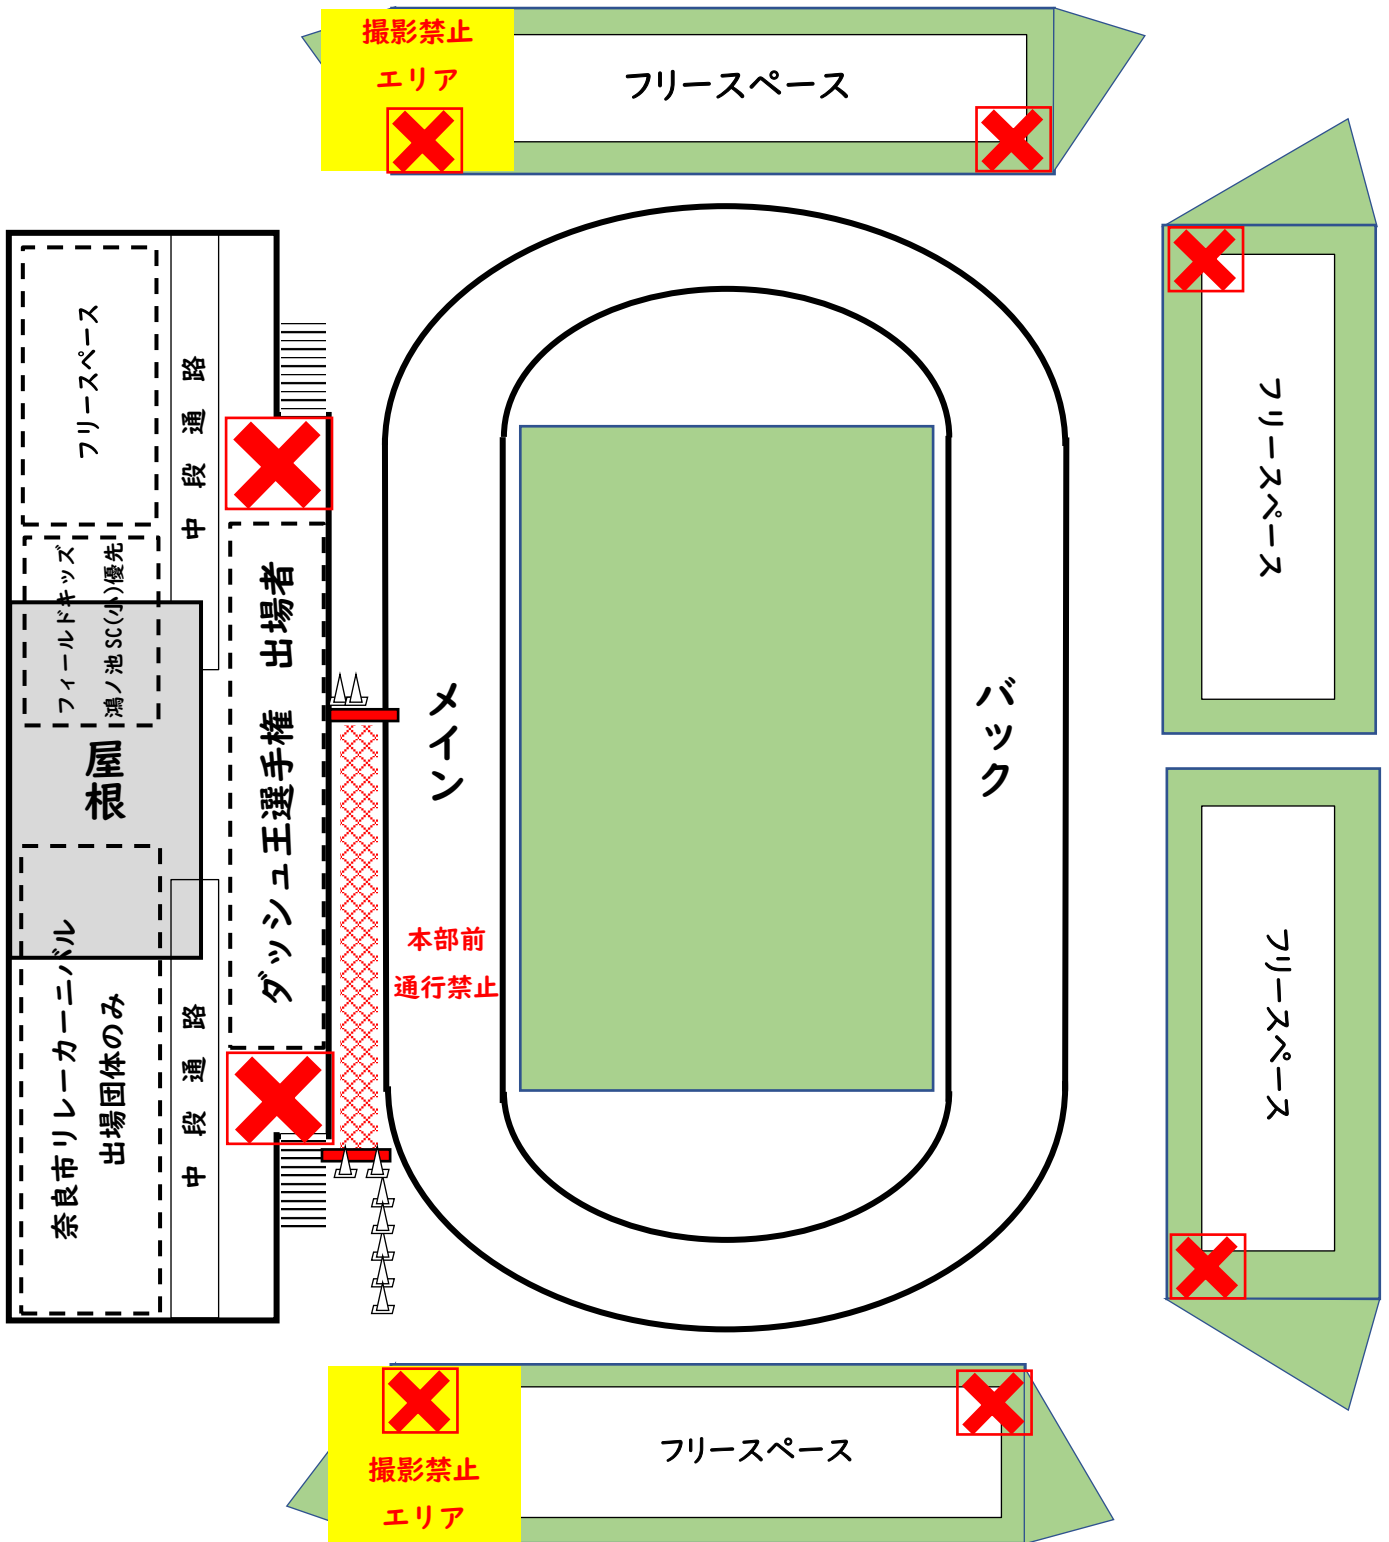 撮影禁止
エリア
フリースペース
フリースペース
中段通路
フィールドキッズ
鴻ノ池SC(小)優先
屋根
ダッシュ王選手権　出場者
メイン
バック
フリースペース
本部前
通行禁止
奈良市リレーカーニバル
出場団体のみ
中段通路
フリースペース
撮影禁止
エリア
フリースペース